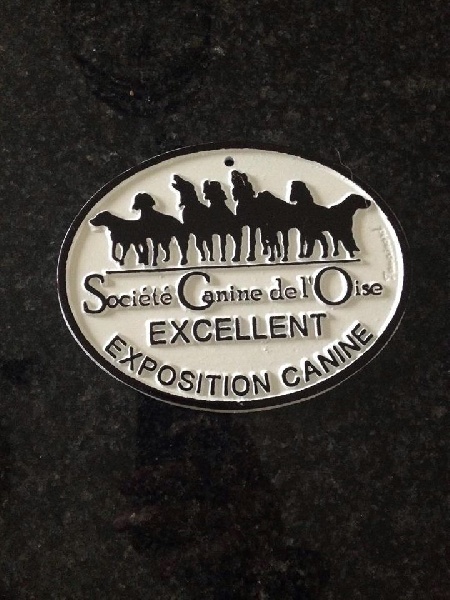 Société Canine de l'Oise
EXCELLENT
EXPOSITION CANINE